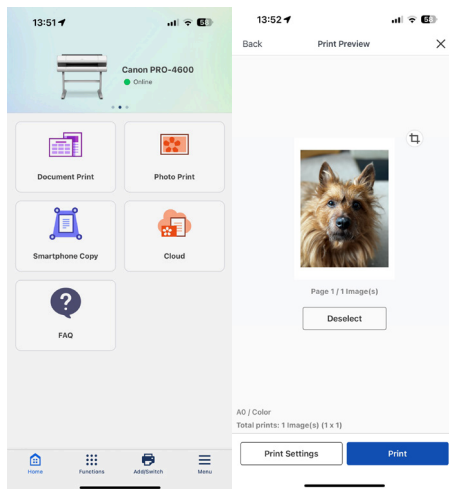 13:51
Canon PRO-4600
Online
Document Print
Photo Print
Smartphone Copy
Cloud
?
FAQ
Home
Functions
Add/Switch
Menu
13:52
Back
Print Preview
Page 1 / 1 Image(s)
Deselect
A0 / Color
Total prints: 1 Image(s) (1 x 1)
Print Settings
Print